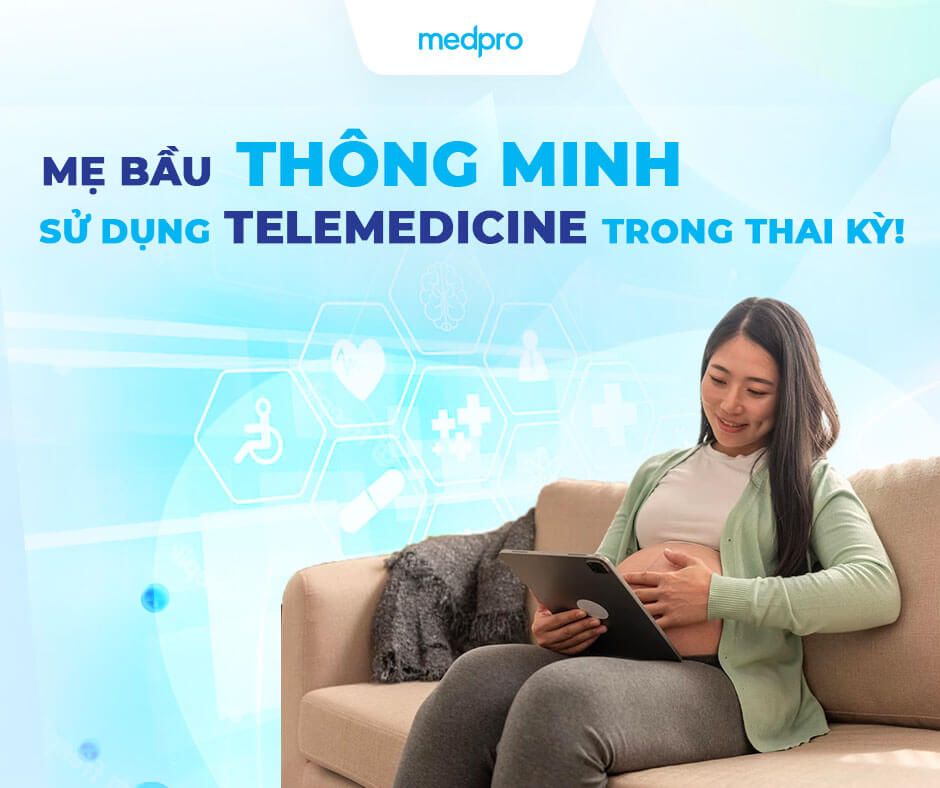 medpro
MẸ BẦU THÔNG MINH
SỬ DỤNG TELEMEDICINE TRONG THAI KỲ!